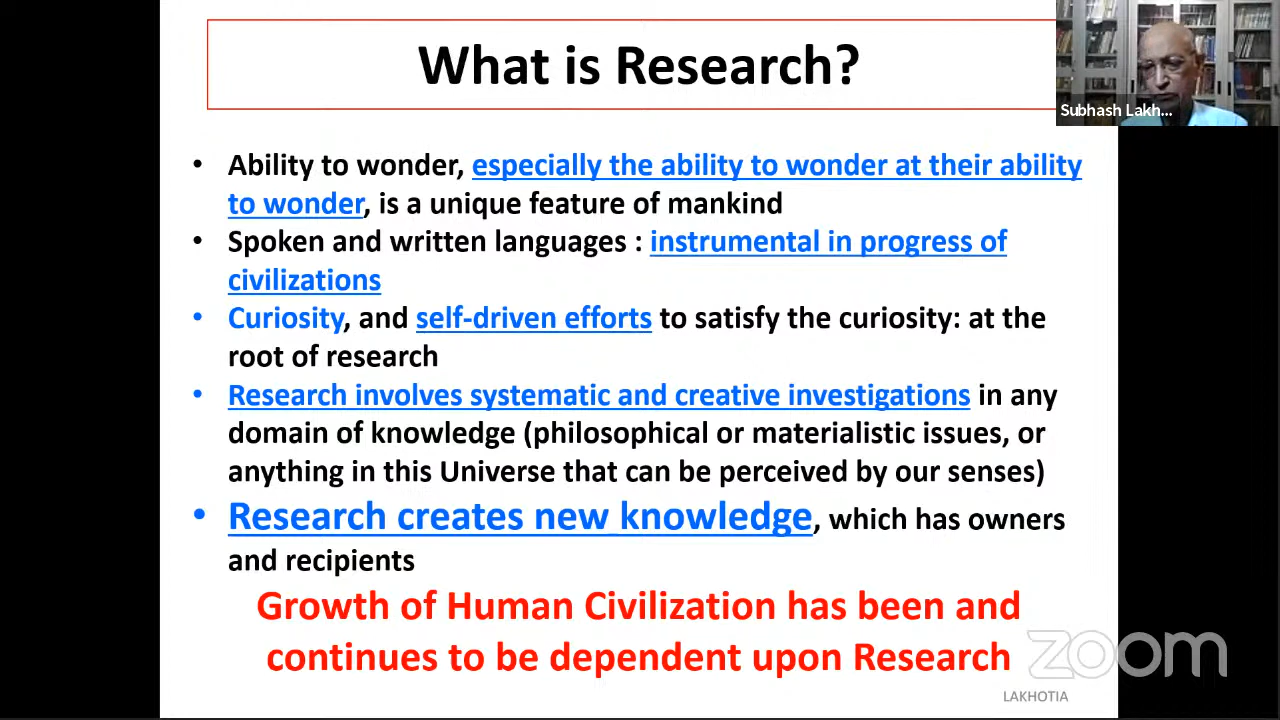 What is Research?
Subhash Lakh...
• Ability to wonder, especially the ability to wonder at their ability
to wonder, is a unique feature of mankind
• Spoken and written languages : instrumental in progress of
civilizations
• Curiosity, and self-driven efforts to satisfy the curiosity: at the
root of research
• Research involves systematic and creative investigations in any
domain of knowledge (philosophical or materialistic issues, or
anything in this Universe that can be perceived by our senses)
• Research creates new knowledge, which has owners
and recipients
Growth of Human Civilization has been and
continues to be dependent upon Research
zoom
LAKHOTIA